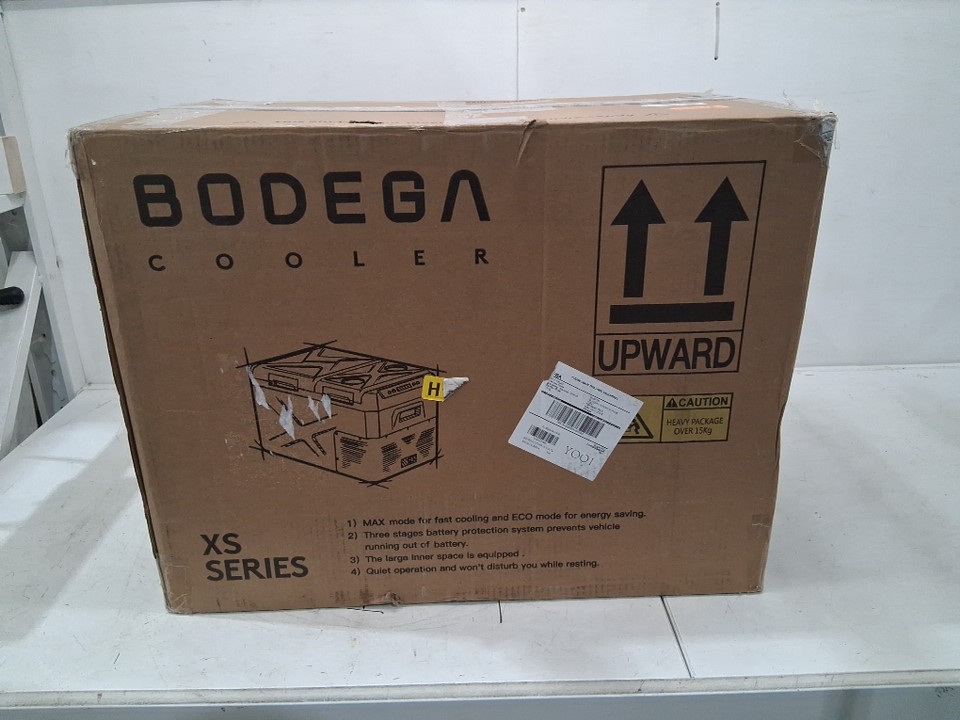 BODEGA
COOLER
UPWARD
H
CAUTION
HEAVY PACKAGE
OVER 15Kg
YOOI
XS
SERIES
1) MAX mode for fast cooling and ECO mode for energy saving.
2) Three stages battery protection system prevents vehicle
running out of battery.
3) The large inner space is equipped .
4) Quiet operation and won't disturb you while resting.